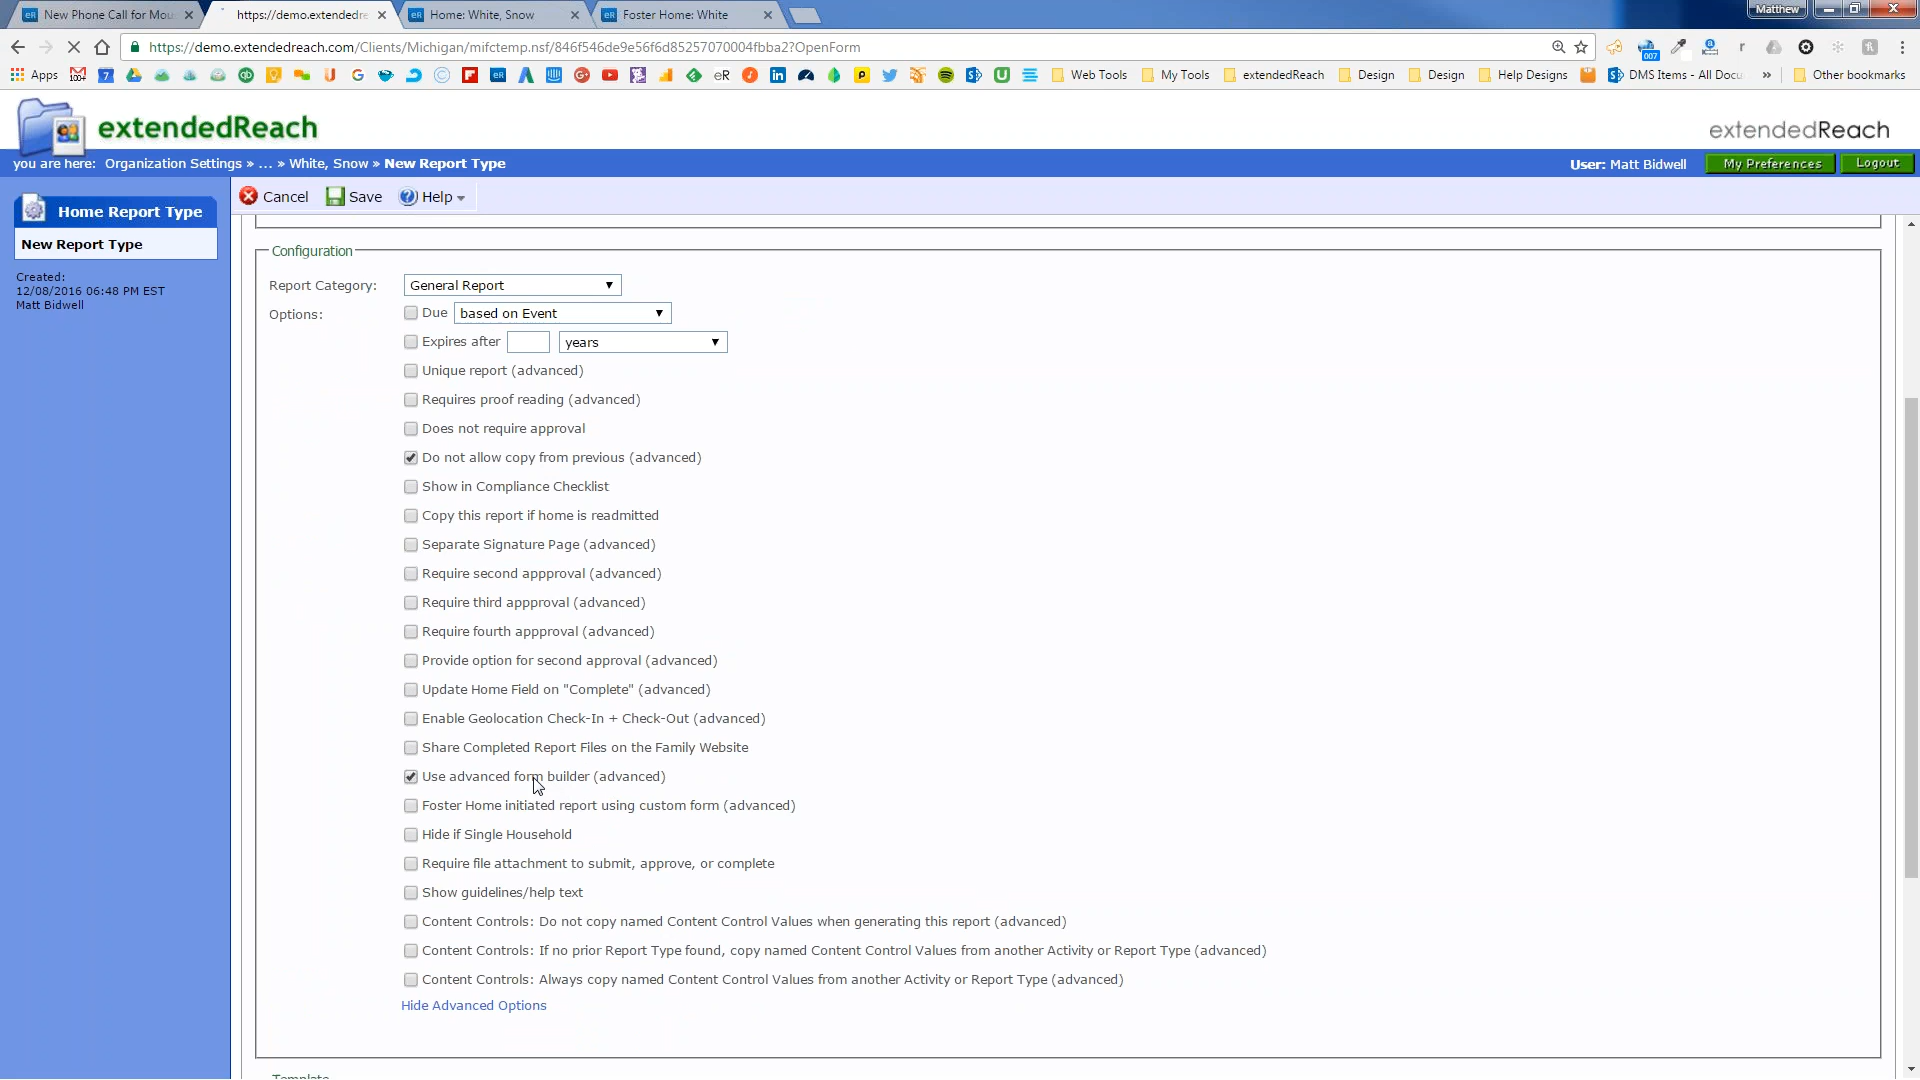 New Phone Call for Mou
https://demo.extendedre
Home: White, Snow
Foster Home: White
Matthew
https://demo.extendedreach.com/Clients/Michigan/mifctemp.nsf/846f546de9e56f6d85257070004fbba2?OpenForm
Apps
Web Tools
My Tools
extendedReach
Design
Design
Help Designs
DMS Items - All Docu
Other bookmarks
extendedReach
extendedReach
you are here: Organization Settings » ... » White, Snow » New Report Type
User: Matt Bidwell
My Preferences
Logout
Home Report Type
Cancel
Save
Help
New Report Type
Created:
12/08/2016 06:48 PM EST
Matt Bidwell
Configuration
Report Category: General Report
Options: Due based on Event
Expires after years
Unique report (advanced)
Requires proof reading (advanced)
Does not require approval
Do not allow copy from previous (advanced)
Show in Compliance Checklist
Copy this report if home is readmitted
Separate Signature Page (advanced)
Require second appproval (advanced)
Require third appproval (advanced)
Require fourth appproval (advanced)
Provide option for second approval (advanced)
Update Home Field on "Complete" (advanced)
Enable Geolocation Check-In + Check-Out (advanced)
Share Completed Report Files on the Family Website
Use advanced form builder (advanced)
Foster Home initiated report using custom form (advanced)
Hide if Single Household
Require file attachment to submit, approve, or complete
Show guidelines/help text
Content Controls: Do not copy named Content Control Values when generating this report (advanced)
Content Controls: If no prior Report Type found, copy named Content Control Values from another Activity or Report Type (advanced)
Content Controls: Always copy named Content Control Values from another Activity or Report Type (advanced)
Hide Advanced Options
Template